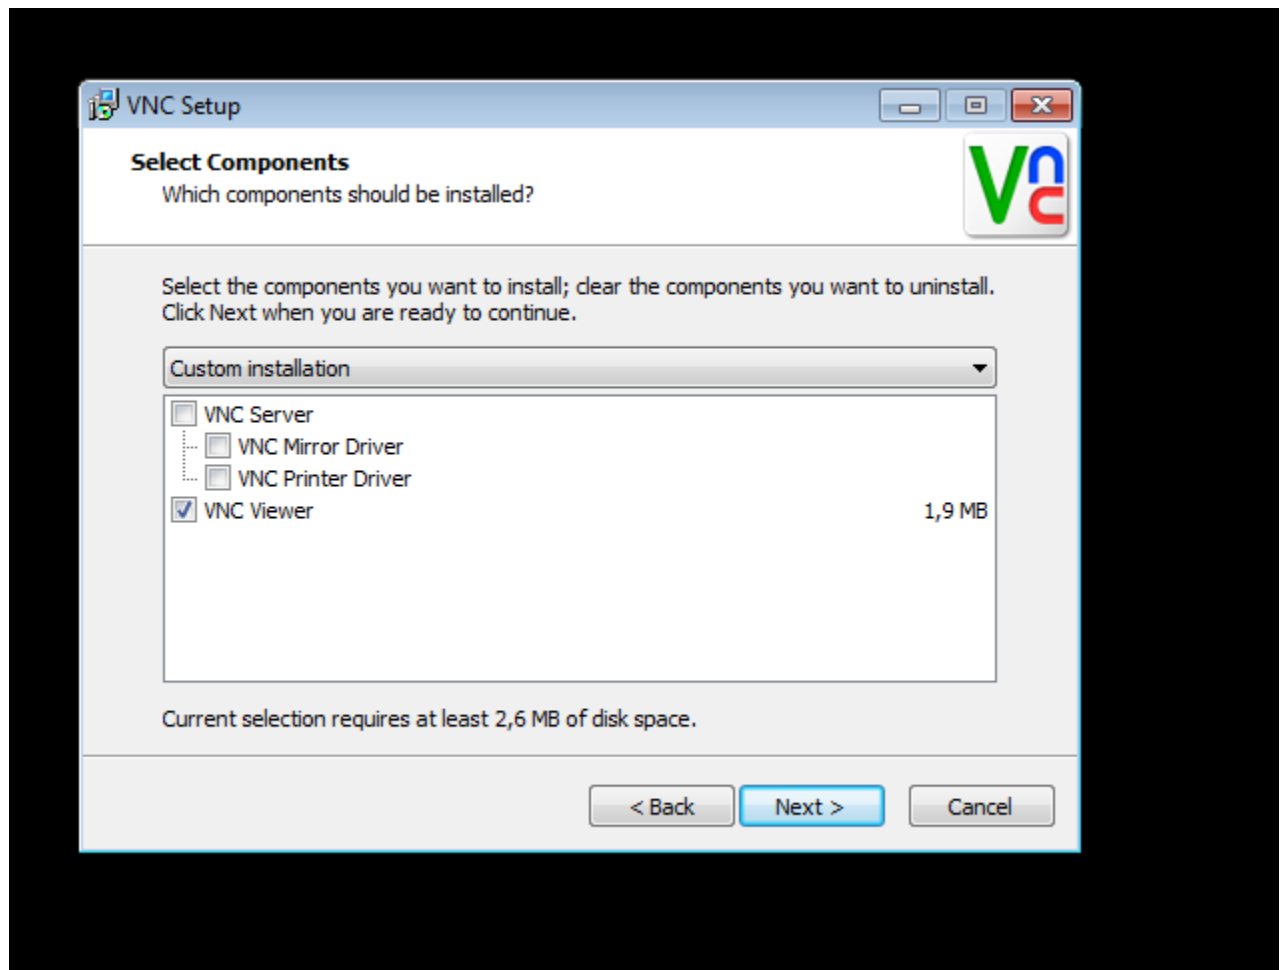 VNC Setup
Select Components
Which components should be installed?
Vnc
Select the components you want to install; clear the components you want to uninstall.
Click Next when you are ready to continue.
Custom installation
VNC Server
VNC Mirror Driver
VNC Printer Driver
VNC Viewer 1,9 MB
Current selection requires at least 2,6 MB of disk space.
< Back Next > Cancel